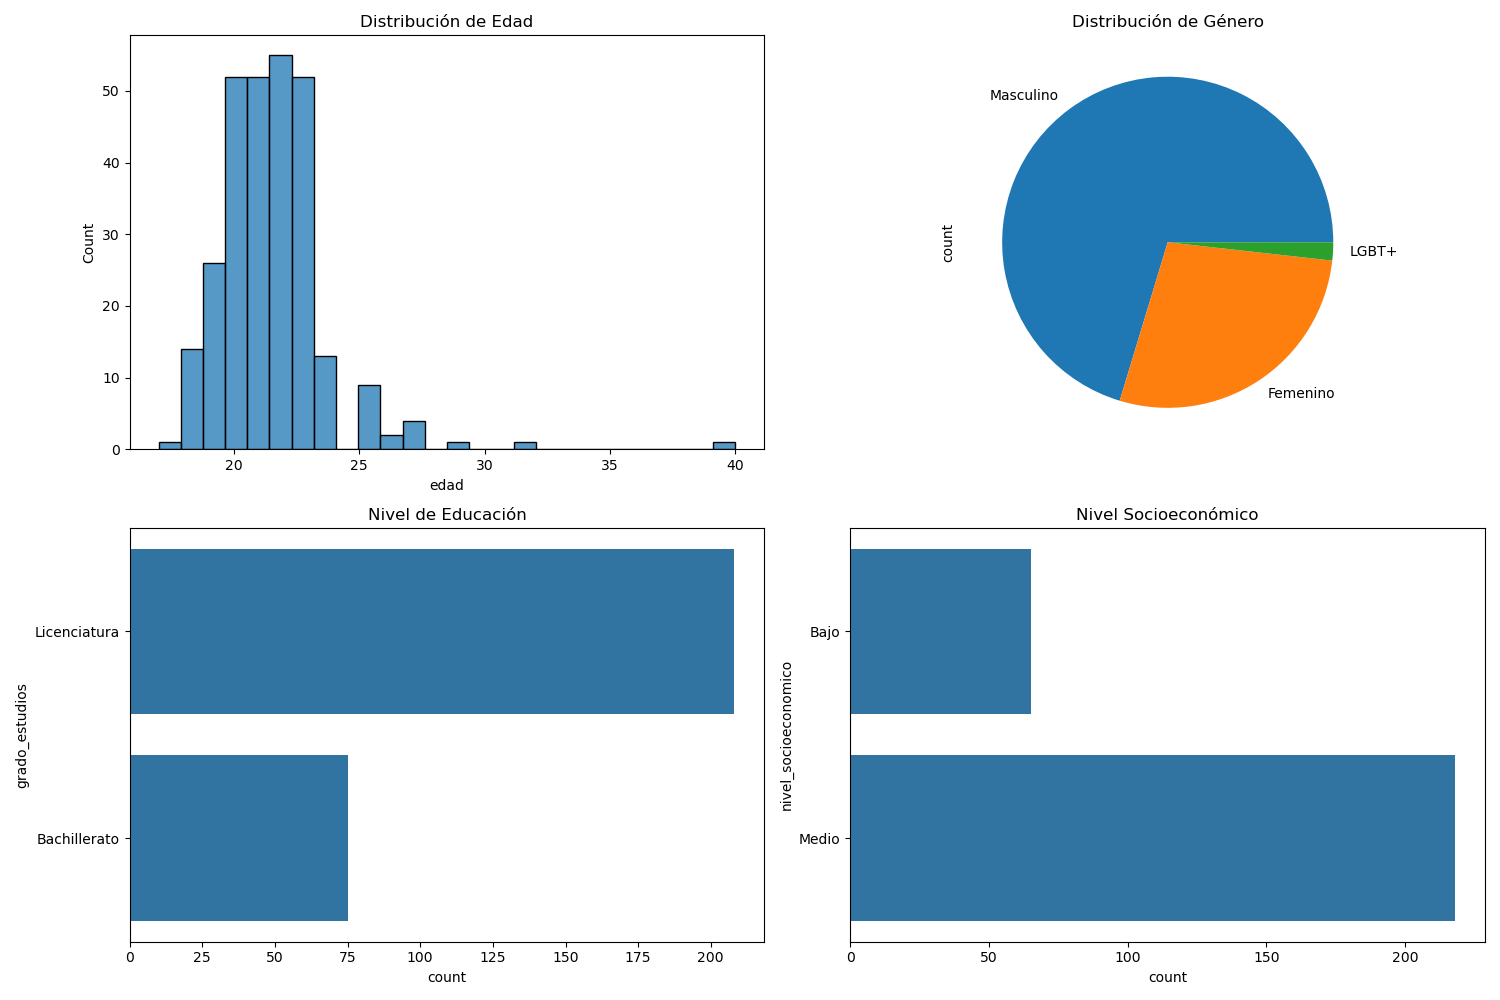 Distribución de Edad
50
40
30
20
10
0
Count
20
25
30
35
40
edad
Distribución de Género
Masculino
LGBT+
Femenino
count
Nivel de Educación
Licenciatura
Bachillerato
grado_estudios
0
25
50
75
100
125
150
175
200
count
Nivel Socioeconómico
Bajo
Medio
nivel_socioeconomico
0
50
100
150
200
count